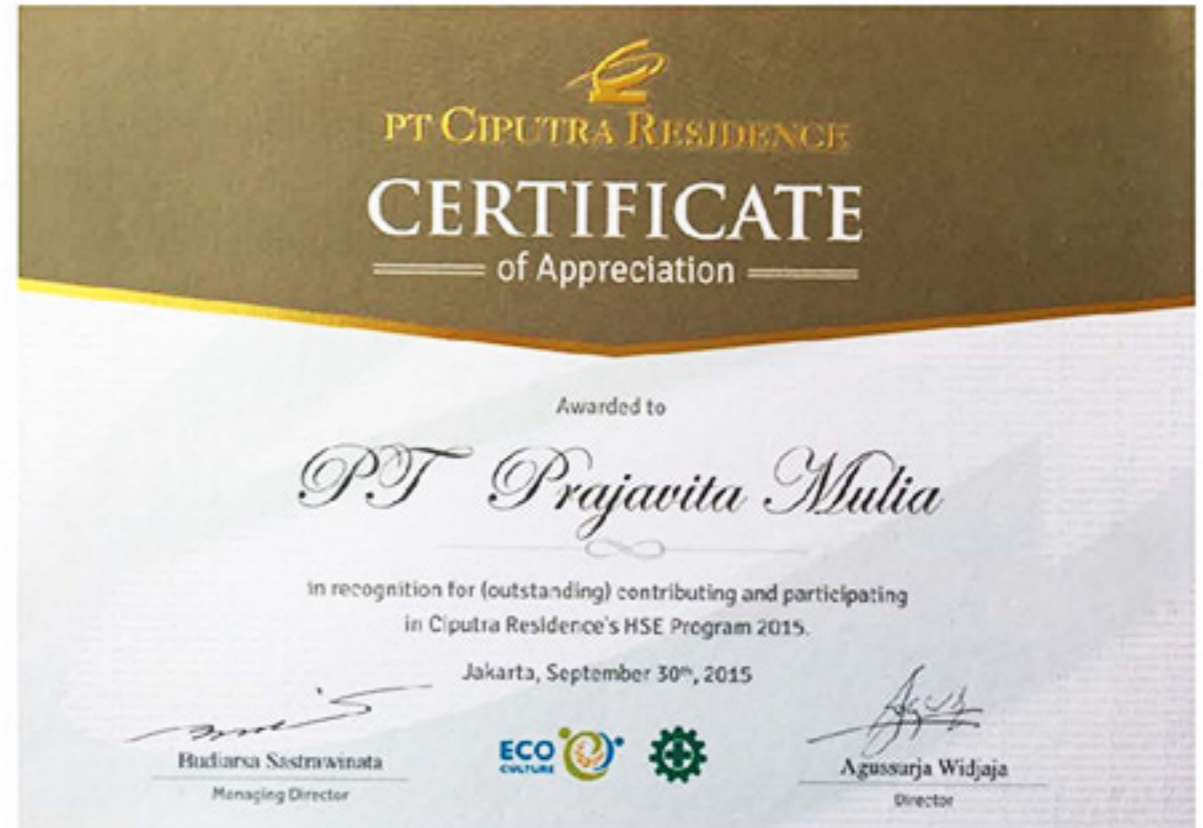 PT CIPUTRA RESIDENCE
CERTIFICATE
of Appreciation
Awarded to
PT Prajavita Mulia
in recognition for (outstanding) contributing and participating
in Ciputra Residence's HSE Program 2015.
Jakarta, September 30th, 2015
ECO
CULTURE
Budiarsa Sastrawinata
Managing Director
Agus
Agussurja Widjaja
Director